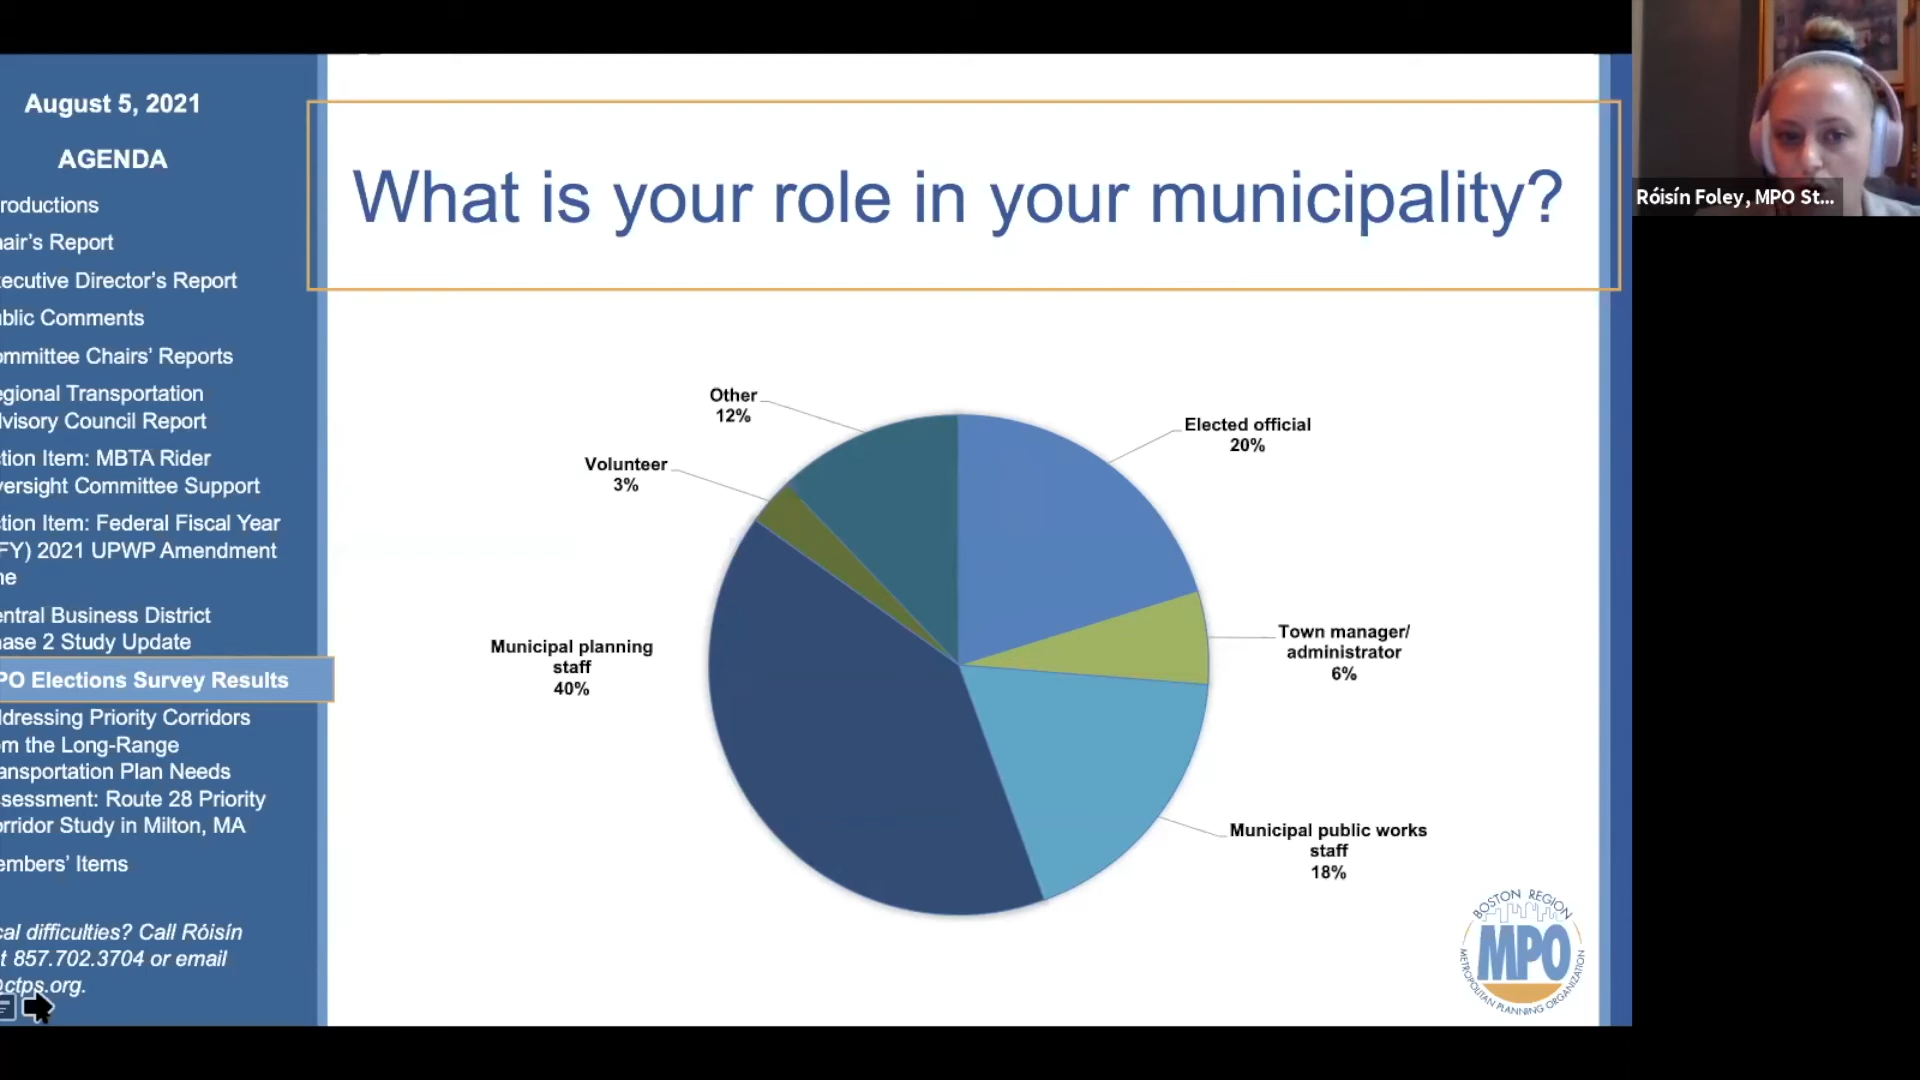 August 5, 2021
AGENDA
roductions
air's Report
ecutive Director's Report
blic Comments
mmittee Chairs' Reports
egional Transportation
lvisory Council Report
tion Item: MBTA Rider
versight Committee Support
tion Item: Federal Fiscal Year
FY) 2021 UPWP Amendment
ne
entral Business District
ase 2 Study Update
PO Elections Survey Results
ldressing Priority Corridors
m the Long-Range
ansportation Plan Needs
sessment: Route 28 Priority
orridor Study in Milton, MA
embers' Items
cal difficulties? Call Róisín
t 857.702.3704 or email
@ctps.org.
What is your role in your municipality?
Other
12%
Elected official
20%
Volunteer
3%
Town manager/
administrator
6%
Municipal planning
staff
40%
Municipal public works
staff
18%
BOSTON REGION
MPO
METROPOLITAN PLANNING ORGANIZATION
Róisín Foley, MPO St...